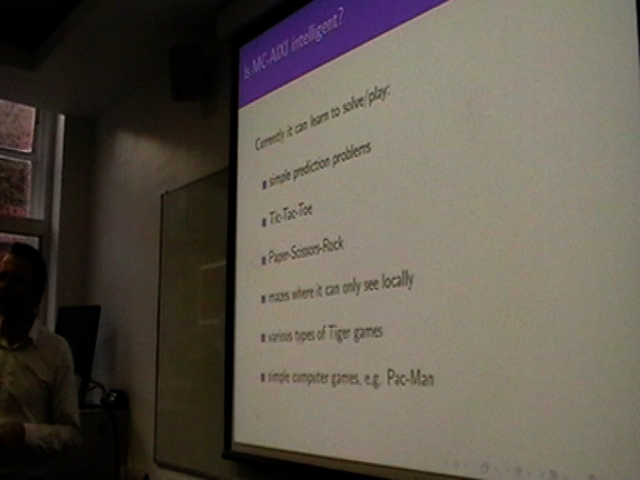 Is MC-AIXI intelligent?
Currently it can learn to solve/play:
simple prediction problems
Tic-Tac-Toe
Paper-Scissors-Rock
mazes where it can only see locally
various types of Tiger games
simple computer games, e.g. Pac-Man